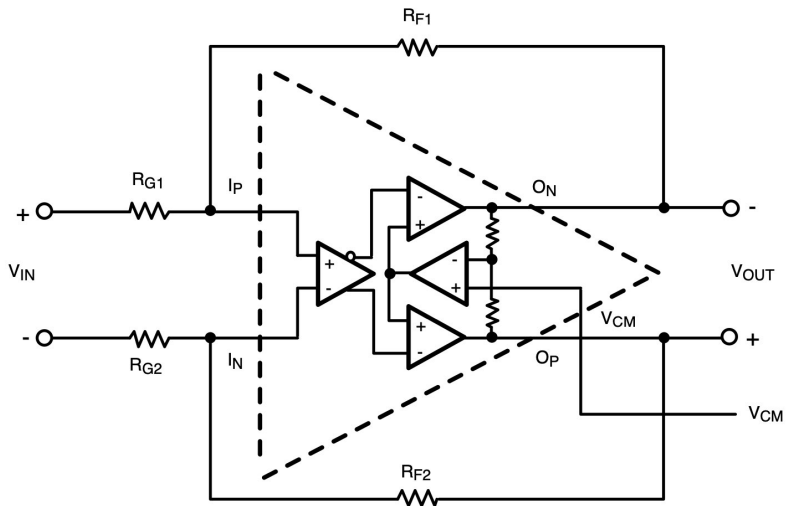 RF1
RG1
IP
ON
+
-
-
+
VIN
+
-
-
+
VOUT
+
-
VCM
-
RG2
IN
OP
+
VCM
RF2